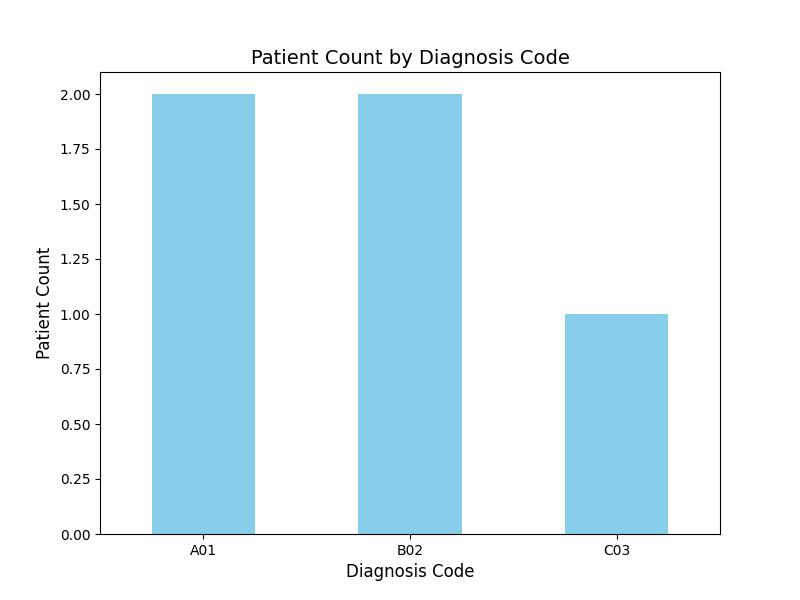 Patient Count by Diagnosis Code
Patient Count
2.00
1.75
1.50
1.25
1.00
0.75
0.50
0.25
0.00
A01 B02 C03
Diagnosis Code